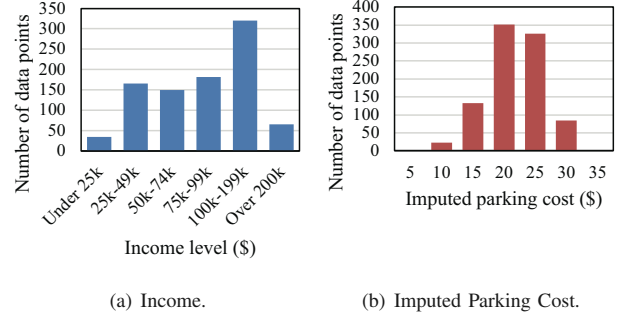 350
300
250
200
150
100
50
0
Number of data points
Under 25k
25k-49k
50k-74k
75k-99k
100k-199k
Over 200k
Income level ($)
(a) Income.
400
350
300
250
200
150
100
50
0
Number of data points
5 10 15 20 25 30 35
Imputed parking cost ($)
(b) Imputed Parking Cost.